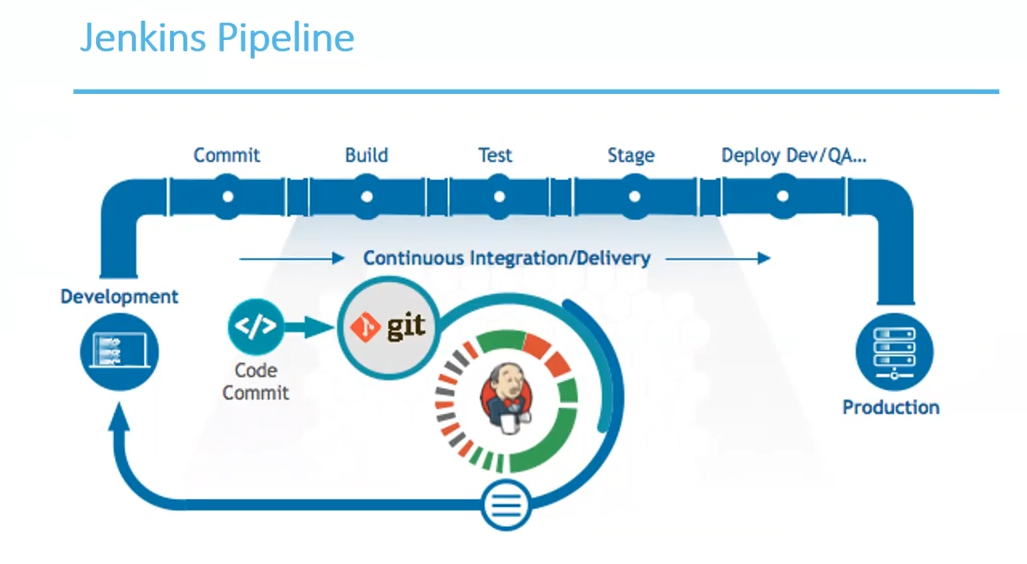 Jenkins Pipeline
Commit
Build
Test
Stage
Deploy Dev/QA...
Continuous Integration/Delivery
Development
</>
git
Code
Commit
Production